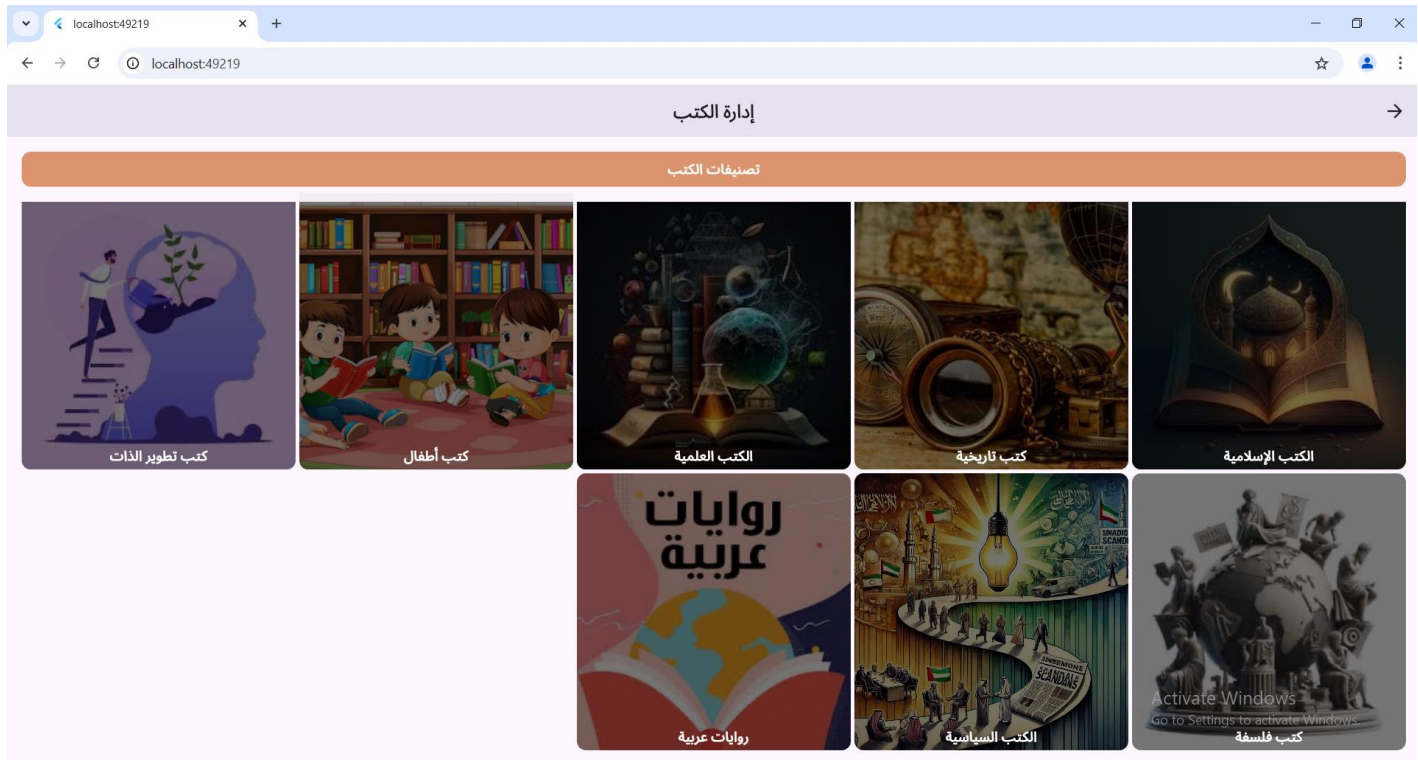 localhost:49219
localhost:49219
إدارة الكتب
تصنيفات الكتب
الكتب الإسلامية
كتب تاريخية
الكتب العلمية
كتب أطفال
كتب تطوير الذات
روايات
عربية
SCANDANS
Activate Windows
Go to Settings to activate Windows.
كتب فلسفة
الكتب السياسية
روايات عربية